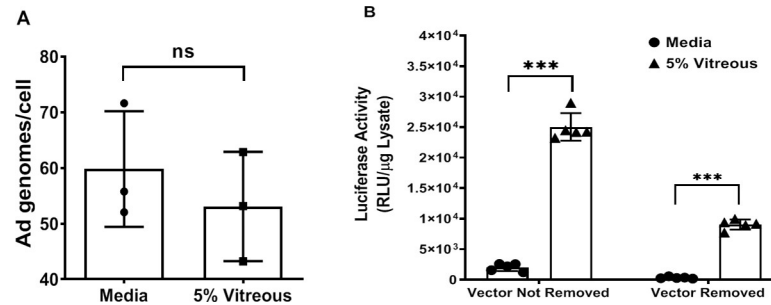 A
ns
80
70
60
50
40
Ad genomes/cell
Media
5% Vitreous
B
Media
5% Vitreous
4×10⁴
3.5×10⁴
3×10⁴
2.5×10⁴
2×10⁴
1.5×10⁴
1×10⁴
5×10³
0
Luciferase Activity
(RLU/µg Lysate)
***
***
Vector Not Removed
Vector Removed